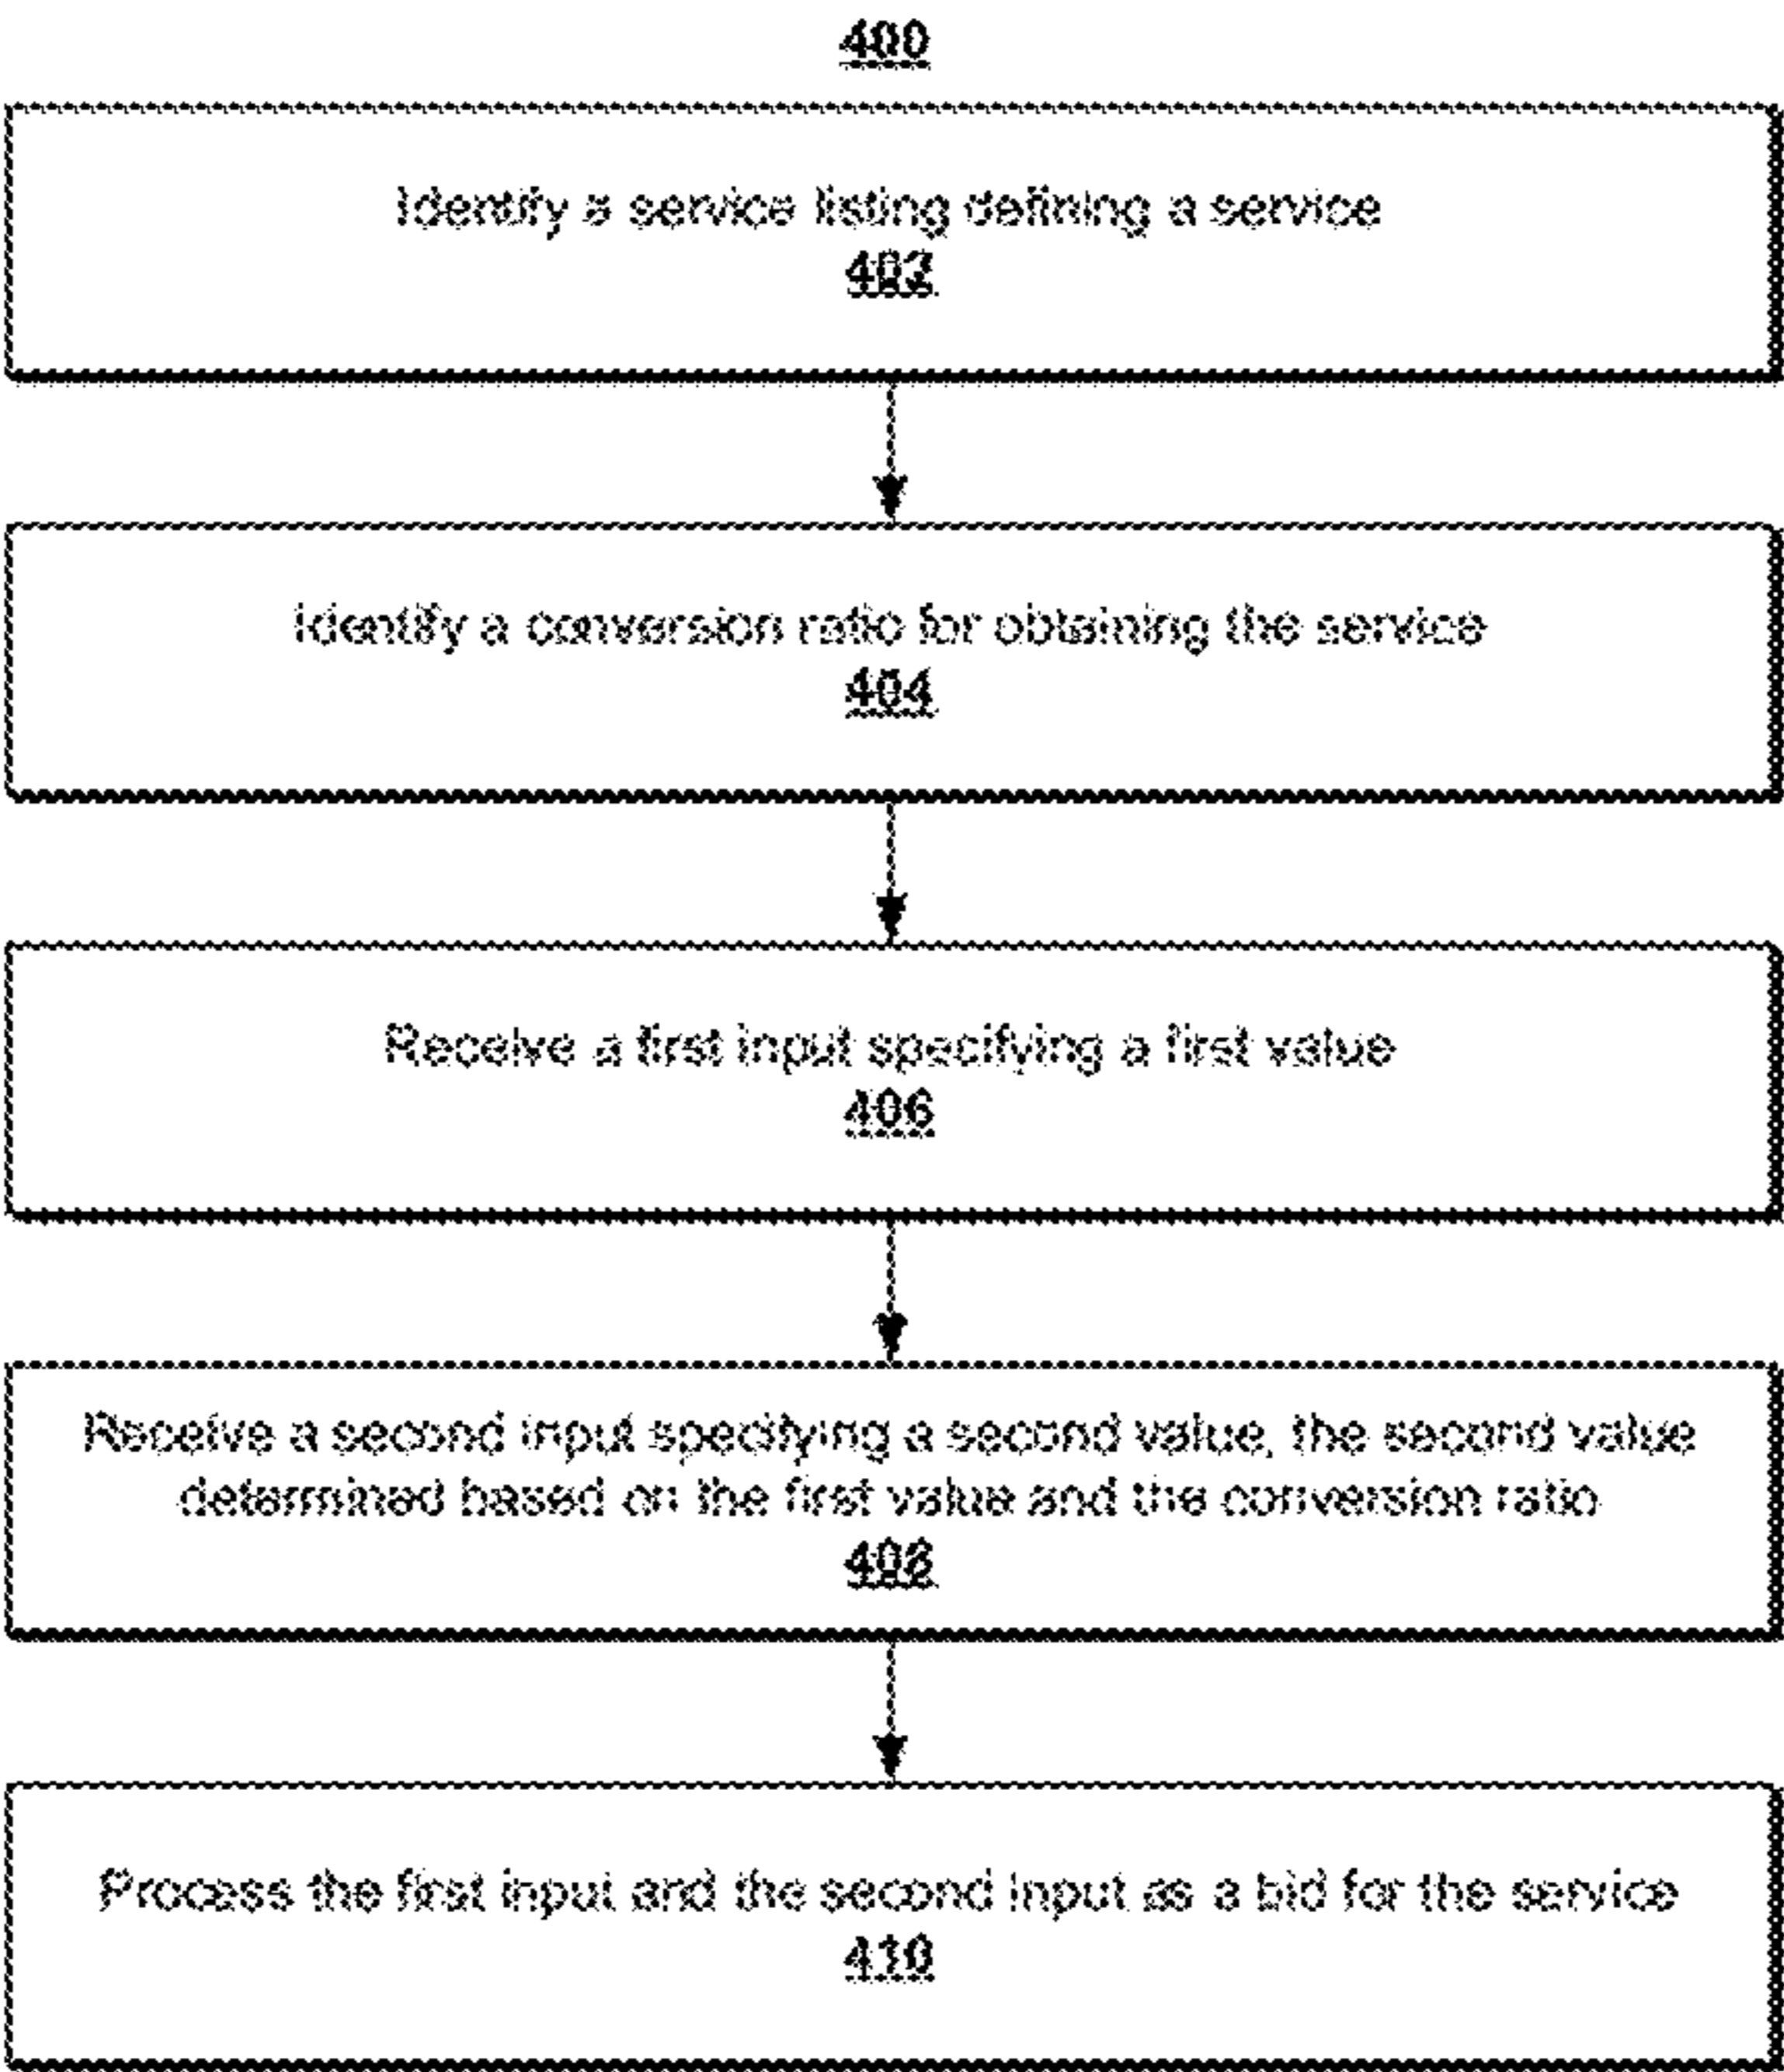 400
Identify a service listing defining a service
402
Identify a conversion ratio for obtaining the service
404
Receive a first input specifying a first value
406
Receive a second input specifying a second value, the second value
determined based on the first value and the conversion ratio
408
Process the first input and the second input as a bid for the service
410